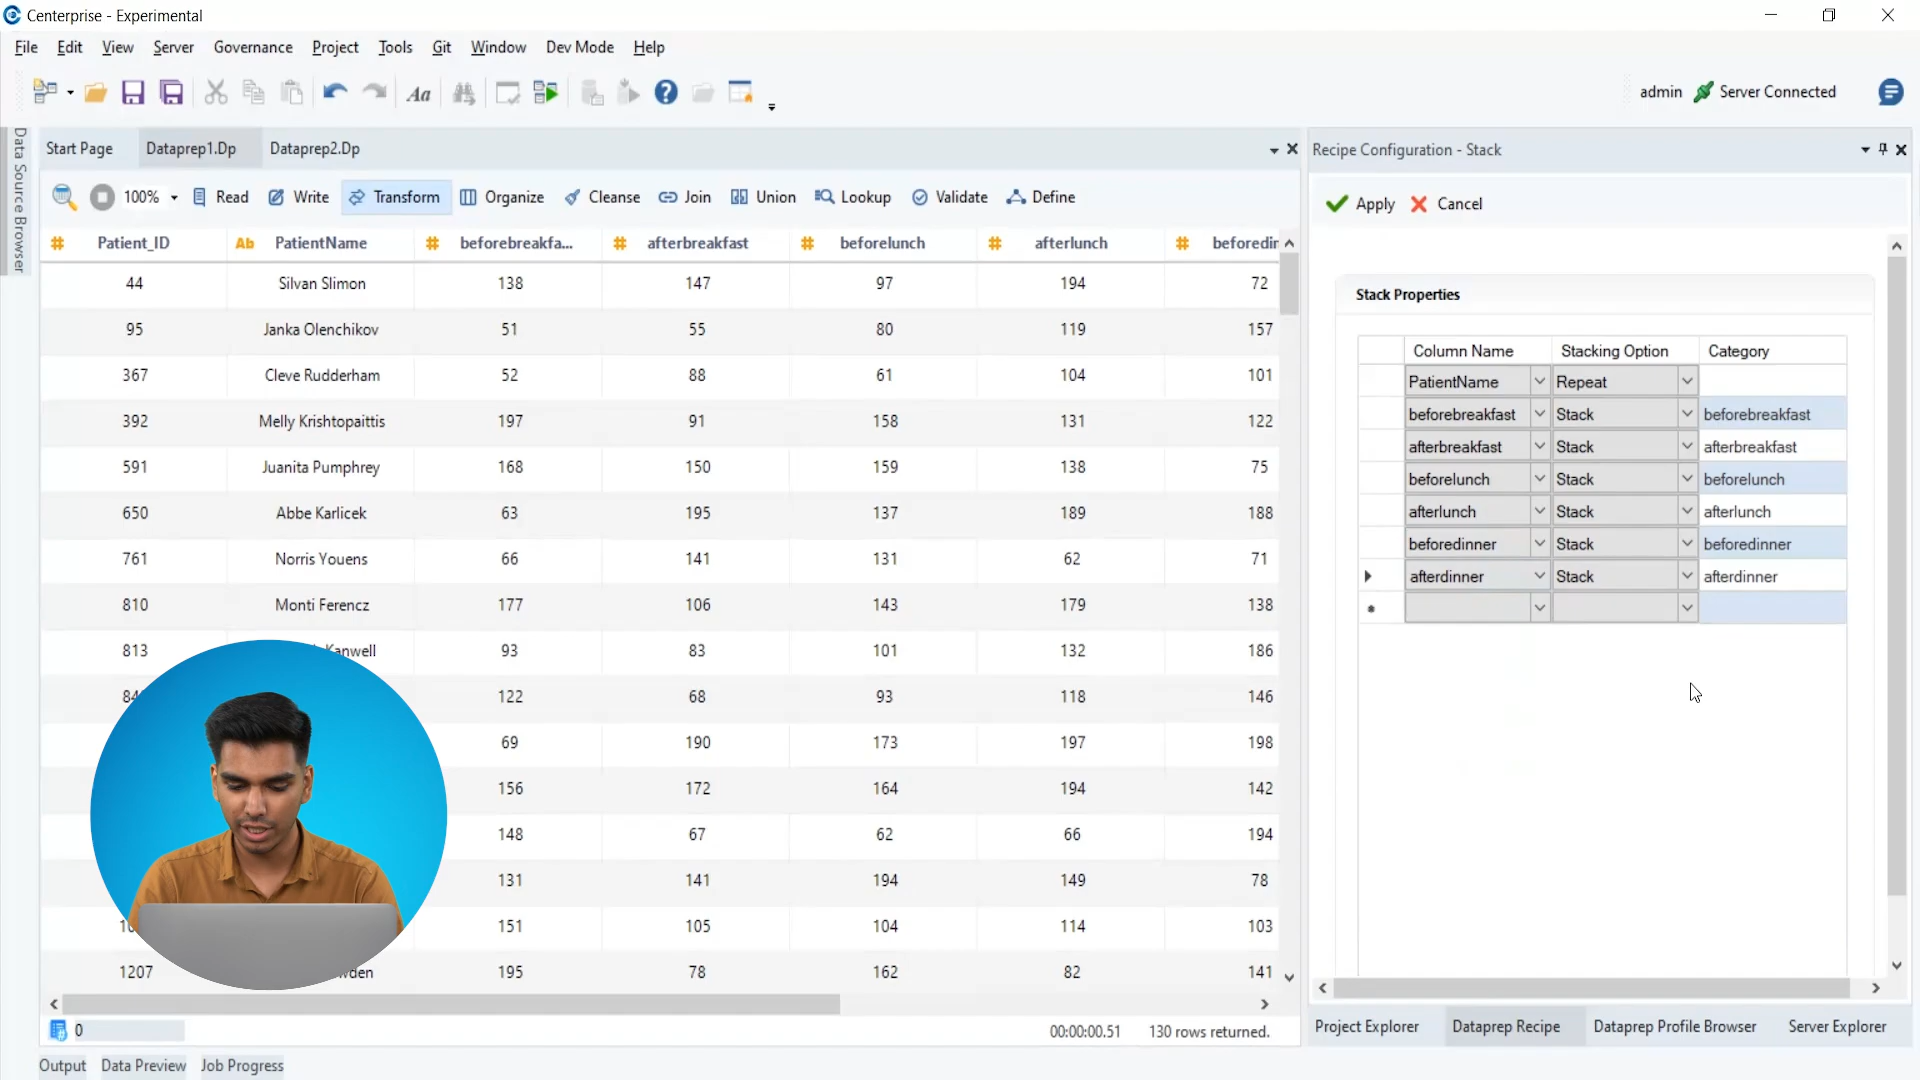 Centerprise - Experimental
File Edit View Server Governance Project Tools Git Window Dev Mode Help
Aa
admin Server Connected
Data Source Browser
Start Page Dataprep1.Dp Dataprep2.Dp
100% Read Write Transform Organize Cleanse Join Union Lookup Validate Define
# Patient_ID Ab PatientName # beforebreakfa... # afterbreakfast # beforelunch # afterlunch # beforedin
44 Silvan Slimon 138 147 97 194 72
95 Janka Olenchikov 51 55 80 119 157
367 Cleve Rudderham 52 88 61 104 101
392 Melly Krishtopaittis 197 91 158 131 122
591 Juanita Pumphrey 168 150 159 138 75
650 Abbe Karlicek 63 195 137 189 188
761 Norris Youens 66 141 131 62 71
810 Monti Ferencz 177 106 143 179 138
813 Kanwell 93 83 101 132 186
122 68 93 118 146
69 190 173 197 198
156 172 164 194 142
148 67 62 66 194
131 141 194 149 78
151 105 104 114 103
1207 195 78 162 82 141
0
00:00:00.51 130 rows returned.
Output Data Preview Job Progress
Recipe Configuration - Stack
Apply Cancel
Stack Properties
Column Name Stacking Option Category
PatientName Repeat
beforebreakfast Stack beforebreakfast
afterbreakfast Stack afterbreakfast
beforelunch Stack beforelunch
afterlunch Stack afterlunch
beforedinner Stack beforedinner
afterdinner Stack afterdinner
Project Explorer Dataprep Recipe Dataprep Profile Browser Server Explorer